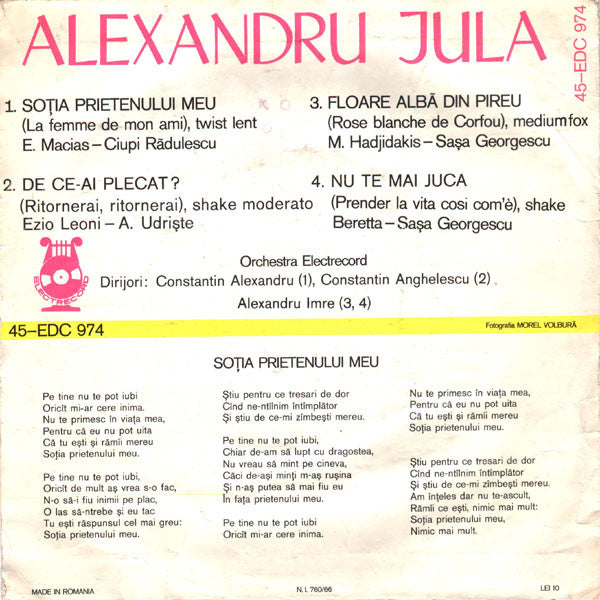 ALEXANDRU JULA
45–EDC 974
1. SOȚIA PRIETENULUI MEU
(La femme de mon ami), twist lent
E. Macias – Ciupi Rădulescu
2. DE CE-AI PLECAT?
(Ritornerai, ritornerai), shake moderato
Ezio Leoni – A. Udriște
3. FLOARE ALBĂ DIN PIREU
(Rose blanche de Corfou), mediumfox
M. Hadjidakis – Sașa Georgescu
4. NU TE MAI JUCA
(Prender la vita cosi com'è), shake
Beretta – Sașa Georgescu
ELECTRECORD
Orchestra Electrecord
Dirijori: Constantin Alexandru (1), Constantin Anghelescu (2)
Alexandru Imre (3, 4)
45–EDC 974
Fotografia MOREL VOLBURĂ
SOȚIA PRIETENULUI MEU
Pe tine nu te pot iubi
Oricît mi-ar cere inima.
Nu te primesc în viața mea,
Pentru că eu nu pot uita
Că tu ești și rămîi mereu
Soția prietenului meu.
Pe tine nu te pot iubi,
Oricît de mult aș vrea s-o fac,
N-o să-i fiu inimii pe plac,
O las să-ntrebe și eu tac
Tu ești răspunsul cel mai greu:
Soția prietenului meu.
Știu pentru ce tresari de dor
Cînd ne-ntîlnim întîmplător
Și știu de ce-mi zîmbești mereu.
Pe tine nu te pot iubi,
Chiar de-am să lupt cu dragostea,
Nu vreau să mint pe cineva,
Căci de-ași minți m-aș rușina
Și n-aș putea să mai fiu eu
În fața prietenului meu.
Pe tine nu te pot iubi
Oricît mi-ar cere inima.
Nu te primesc în viața mea,
Pentru că eu nu pot uita
Că tu ești și rămîi mereu
Soția prietenului meu.
Știu pentru ce tresari de dor
Cînd ne-ntîlnim întîmplător
Și știu de ce-mi zîmbești mereu.
Am înțeles dar nu te-ascult,
Rămîi ce ești, nimic mai mult:
Soția prietenului meu,
Nimic mai mult.
MADE IN ROMANIA
N.I. 760/66
LEI 10